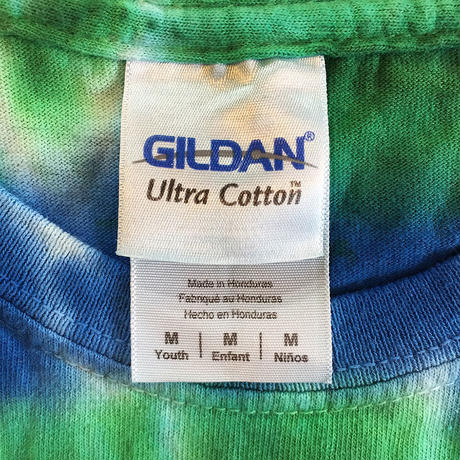 GILDAN®
Ultra Cotton™
Made in Honduras
Fabriqué au Honduras
Hecho en Honduras
M | M | M
Youth | Enfant | Niños